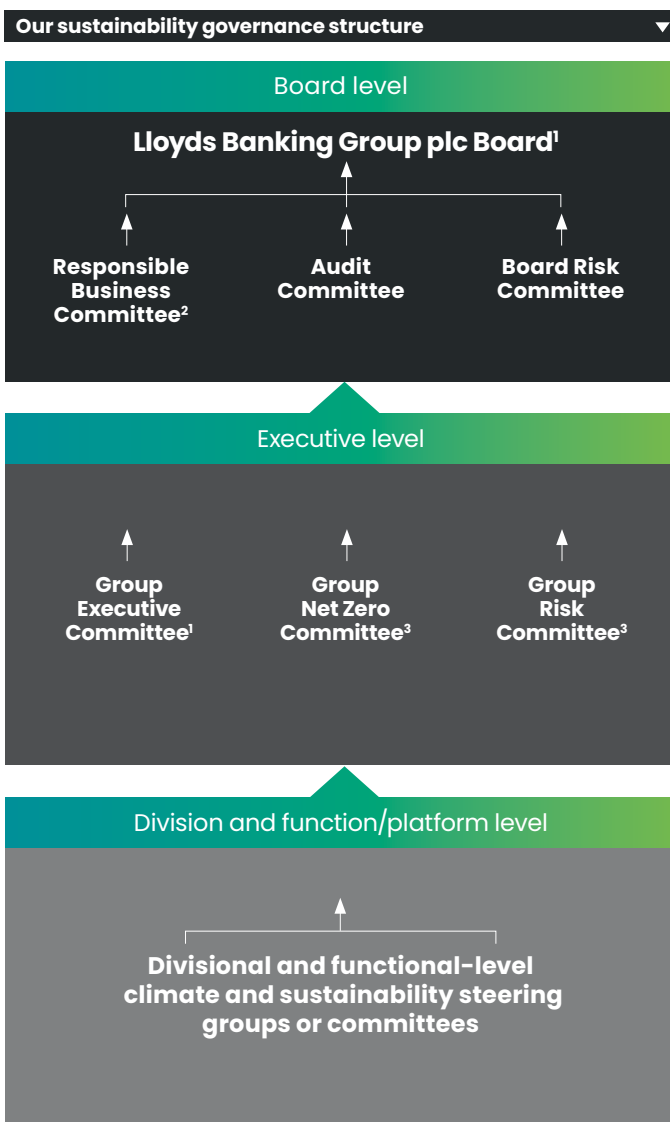 Our sustainability governance structure
Board level
Lloyds Banking Group plc Board¹
Responsible
Business
Committee²
Audit
Committee
Board Risk
Committee
Executive level
Group
Executive
Committee¹
Group
Net Zero
Committee³
Group
Risk
Committee³
Division and function/platform level
Divisional and functional-level
climate and sustainability steering
groups or committees